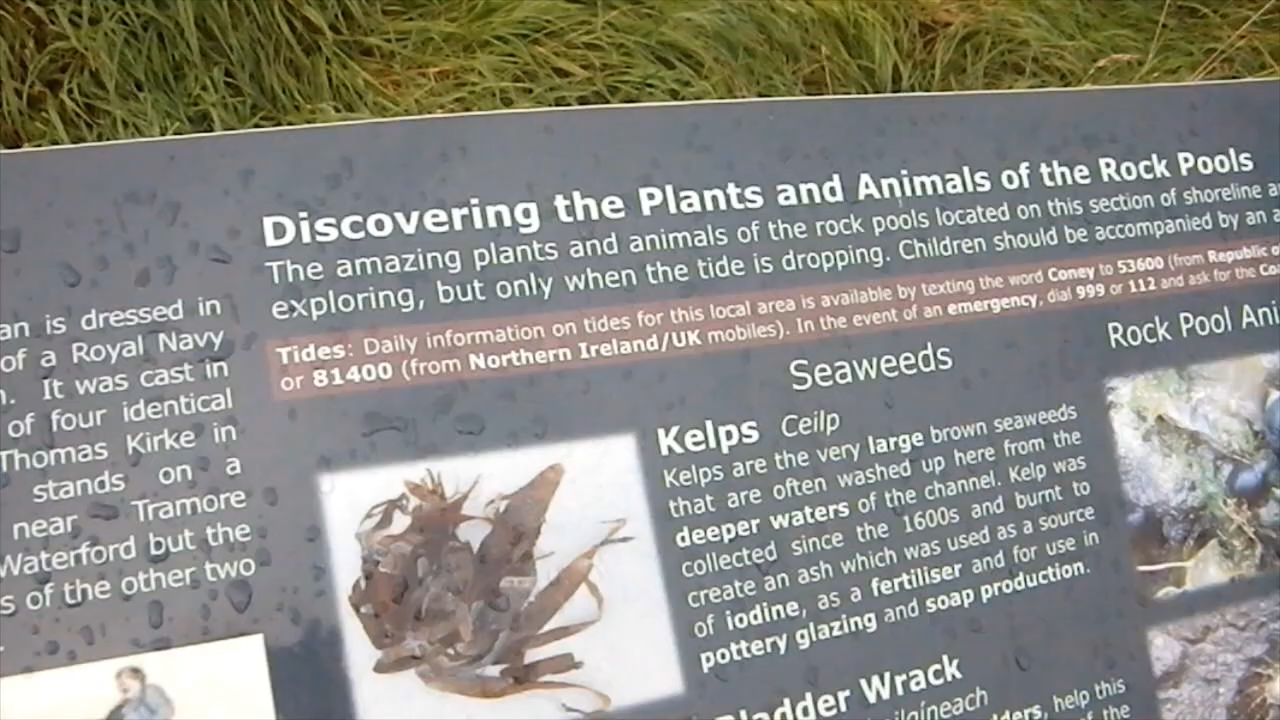 an is dressed in
of a Royal Navy
It was cast in
of four identical
Thomas Kirke in
stands on a
near Tramore
Waterford but the
s of the other two
Discovering the Plants and Animals of the Rock Pools
The amazing plants and animals of the rock pools located on this section of shoreline
exploring, but only when the tide is dropping. Children should be accompanied by an
Tides: Daily information on tides for this local area is available by texting the word Coney to 53600 (from Republic
or 81400 (from Northern Ireland/UK mobiles). In the event of an emergency, dial 999 or 112 and ask for the
Seaweeds
Kelps Ceilp
Kelps are the very large brown seaweeds
that are often washed up here from the
deeper waters of the channel. Kelp was
collected since the 1600s and burnt to
create an ash which was used as a source
of iodine, as a fertiliser and for use in
pottery glazing and soap production.
Bladder Wrack
help this
of the
Rock Pool Ani